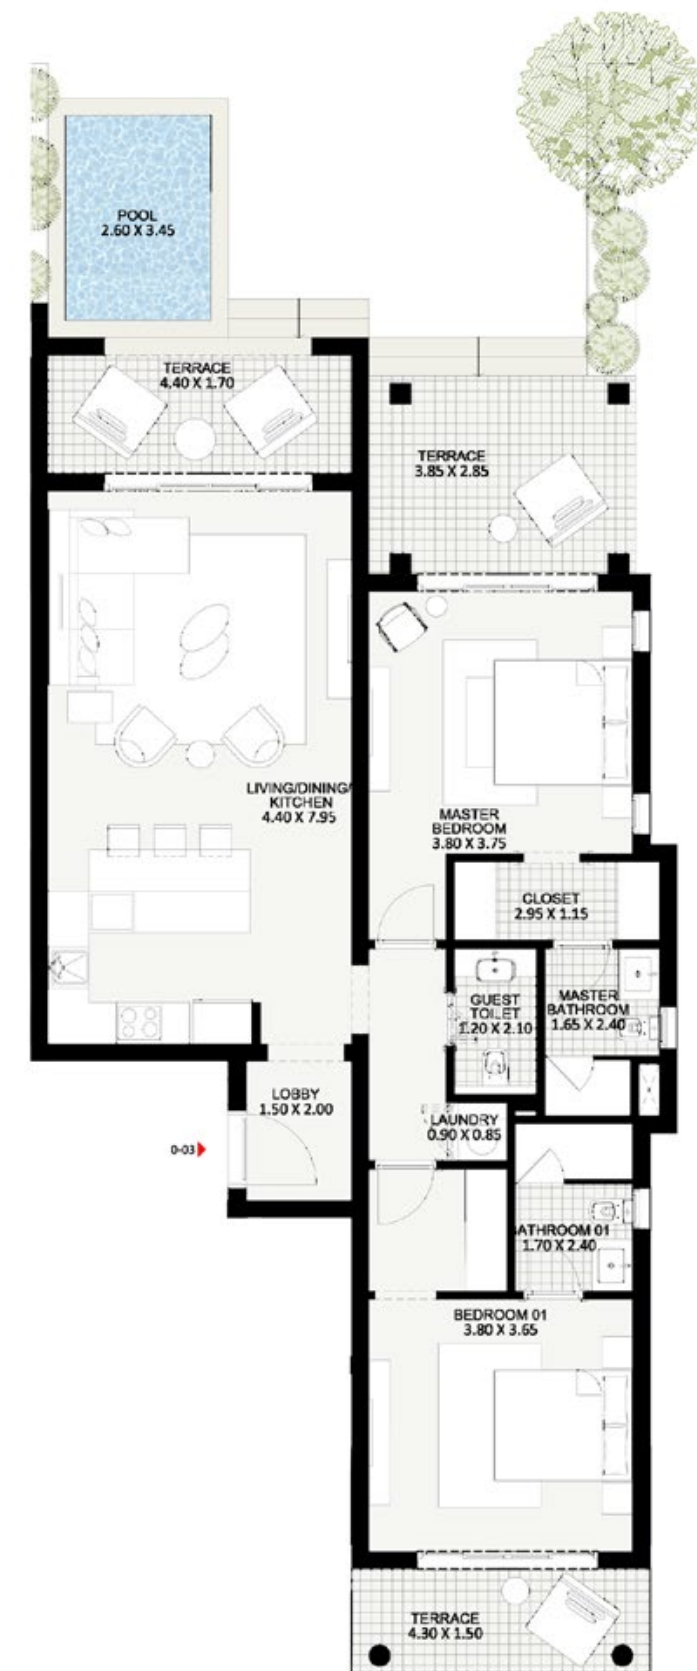 POOL
2.60 X 3.45
TERRACE
4.40 X 1.70
TERRACE
3.85 X 2.85
LIVING/DINING/
KITCHEN
4.40 X 7.95
MASTER
BEDROOM
3.80 X 3.75
CLOSET
2.95 X 1.15
GUEST
TOILET
1.20 X 2.10
MASTER
BATHROOM
1.65 X 2.40
LOBBY
1.50 X 2.00
LAUNDRY
0.90 X 0.85
0-03
BATHROOM 01
1.70 X 2.40
BEDROOM 01
3.80 X 3.65
TERRACE
4.30 X 1.50